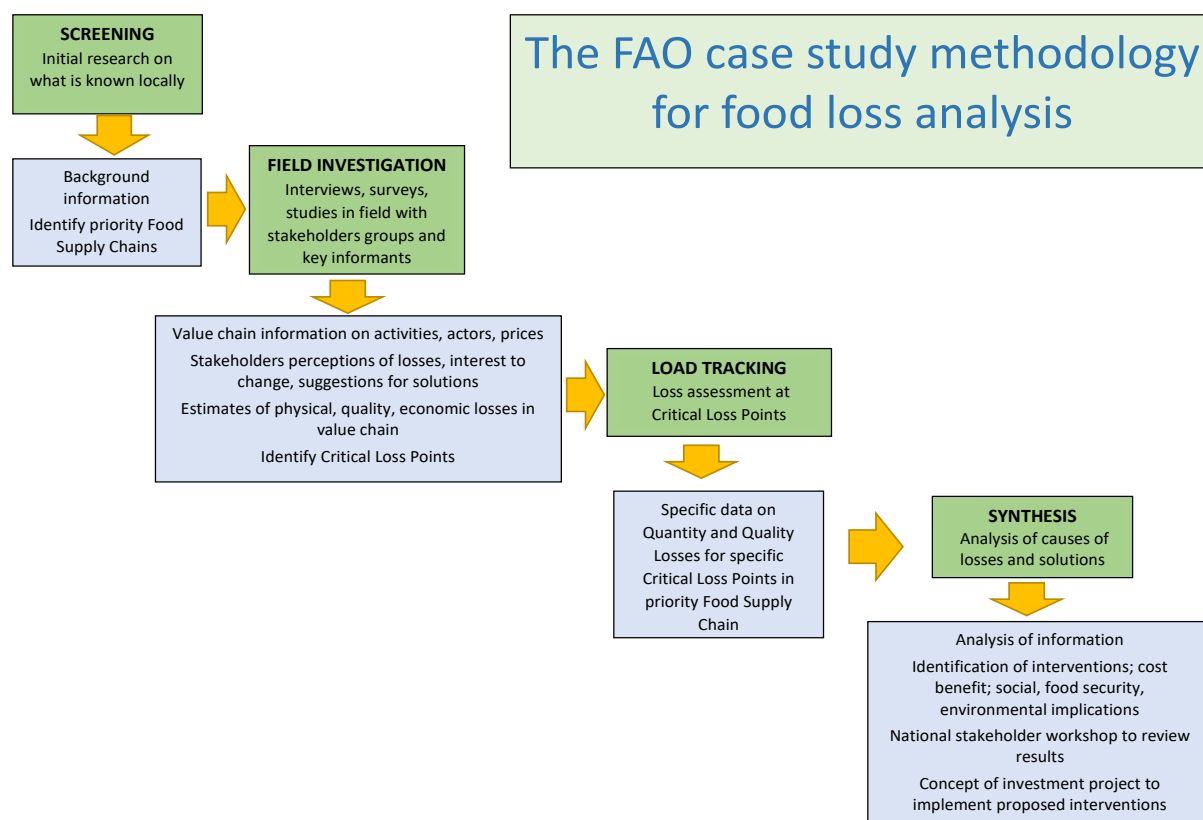 The FAO case study methodology
for food loss analysis
SCREENING
Initial research on
what is known locally
Background
information
Identify priority Food
Supply Chains
FIELD INVESTIGATION
Interviews, surveys,
studies in field with
stakeholders groups and
key informants
Value chain information on activities, actors, prices
Stakeholders perceptions of losses, interest to
change, suggestions for solutions
Estimates of physical, quality, economic losses in
value chain
Identify Critical Loss Points
LOAD TRACKING
Loss assessment at
Critical Loss Points
Specific data on
Quantity and Quality
Losses for specific
Critical Loss Points in
priority Food Supply
Chain
SYNTHESIS
Analysis of causes of
losses and solutions
Analysis of information
Identification of interventions; cost
benefit; social, food security,
environmental implications
National stakeholder workshop to review
results
Concept of investment project to
implement proposed interventions